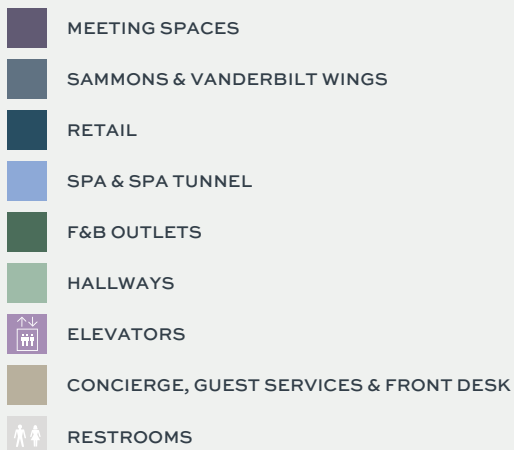 MEETING SPACES
SAMMONS & VANDERBILT WINGS
RETAIL
SPA & SPA TUNNEL
F&B OUTLETS
HALLWAYS
ELEVATORS
CONCIERGE, GUEST SERVICES & FRONT DESK
RESTROOMS